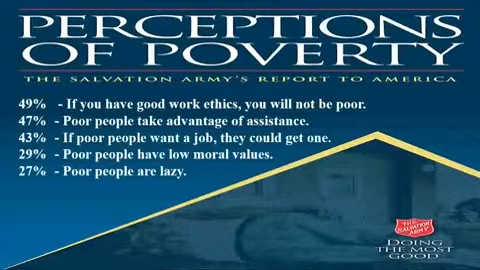 PERCEPTIONS
OF POVERTY
THE SALVATION ARMY'S REPORT TO AMERICA
49% - If you have good work ethics, you will not be poor.
47% - Poor people take advantage of assistance.
43% - If poor people want a job, they could get one.
29% - Poor people have low moral values.
27% - Poor people are lazy.
THE
SALVATION
ARMY
DOING
THE MOST
GOOD